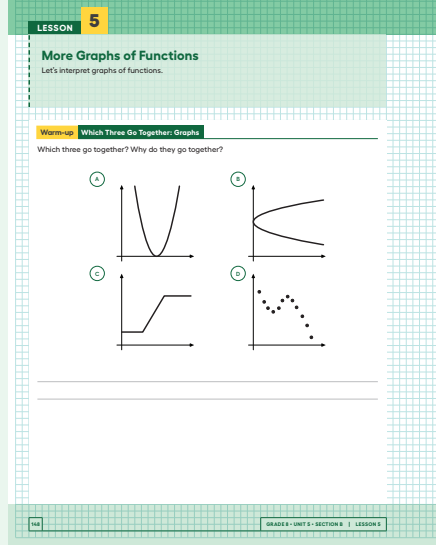 LESSON 5
More Graphs of Functions
Let's interpret graphs of functions.
Warm-up Which Three Go Together: Graphs
Which three go together? Why do they go together?
A
B
C
D
148
GRADE 8 • UNIT 5 • SECTION B | LESSON 5